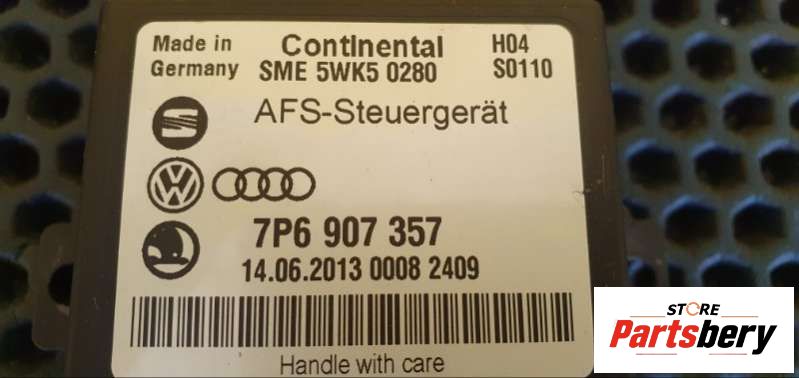 Made in Continental H04
Germany SME 5WK5 0280 S0110
AFS-Steuergerät
7P6 907 357
14.06.2013 0008 2409
Handle with care
STORE
Partsbery